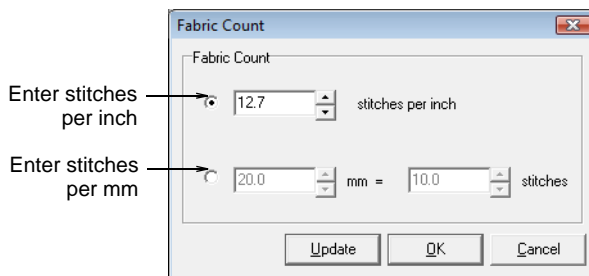 Fabric Count
Fabric Count
Enter stitches
per inch
12.7 stitches per inch
Enter stitches
per mm
20.0 mm = 10.0 stitches
Update OK Cancel